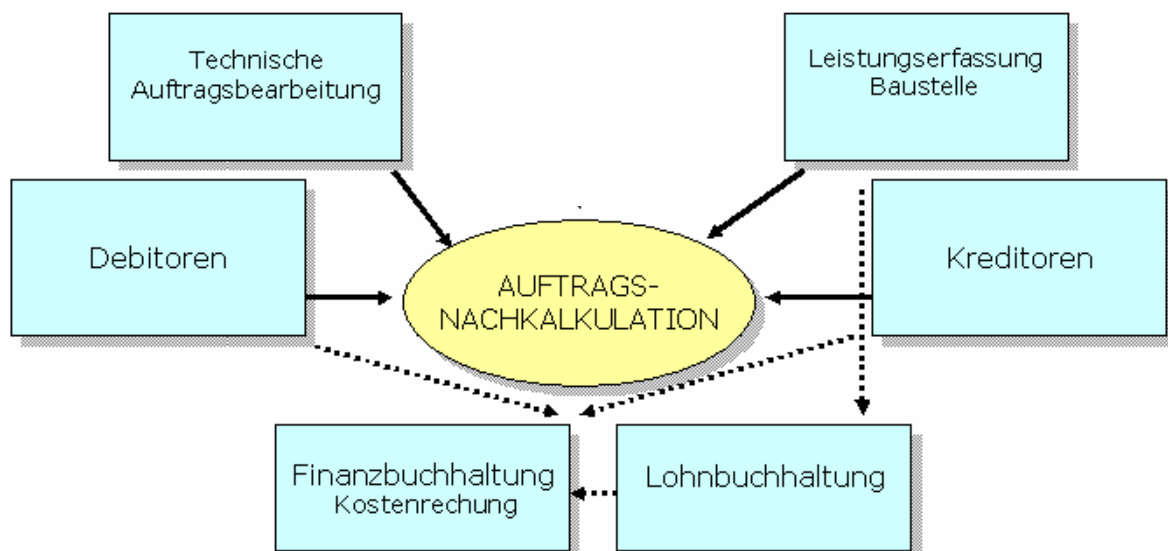 Technische
Auftragsbearbeitung
Leistungserfassung
Baustelle
Debitoren
AUFTRAGS-
NACHKALKULATION
Kreditoren
Finanzbuchhaltung
Kostenrechung
Lohnbuchhaltung